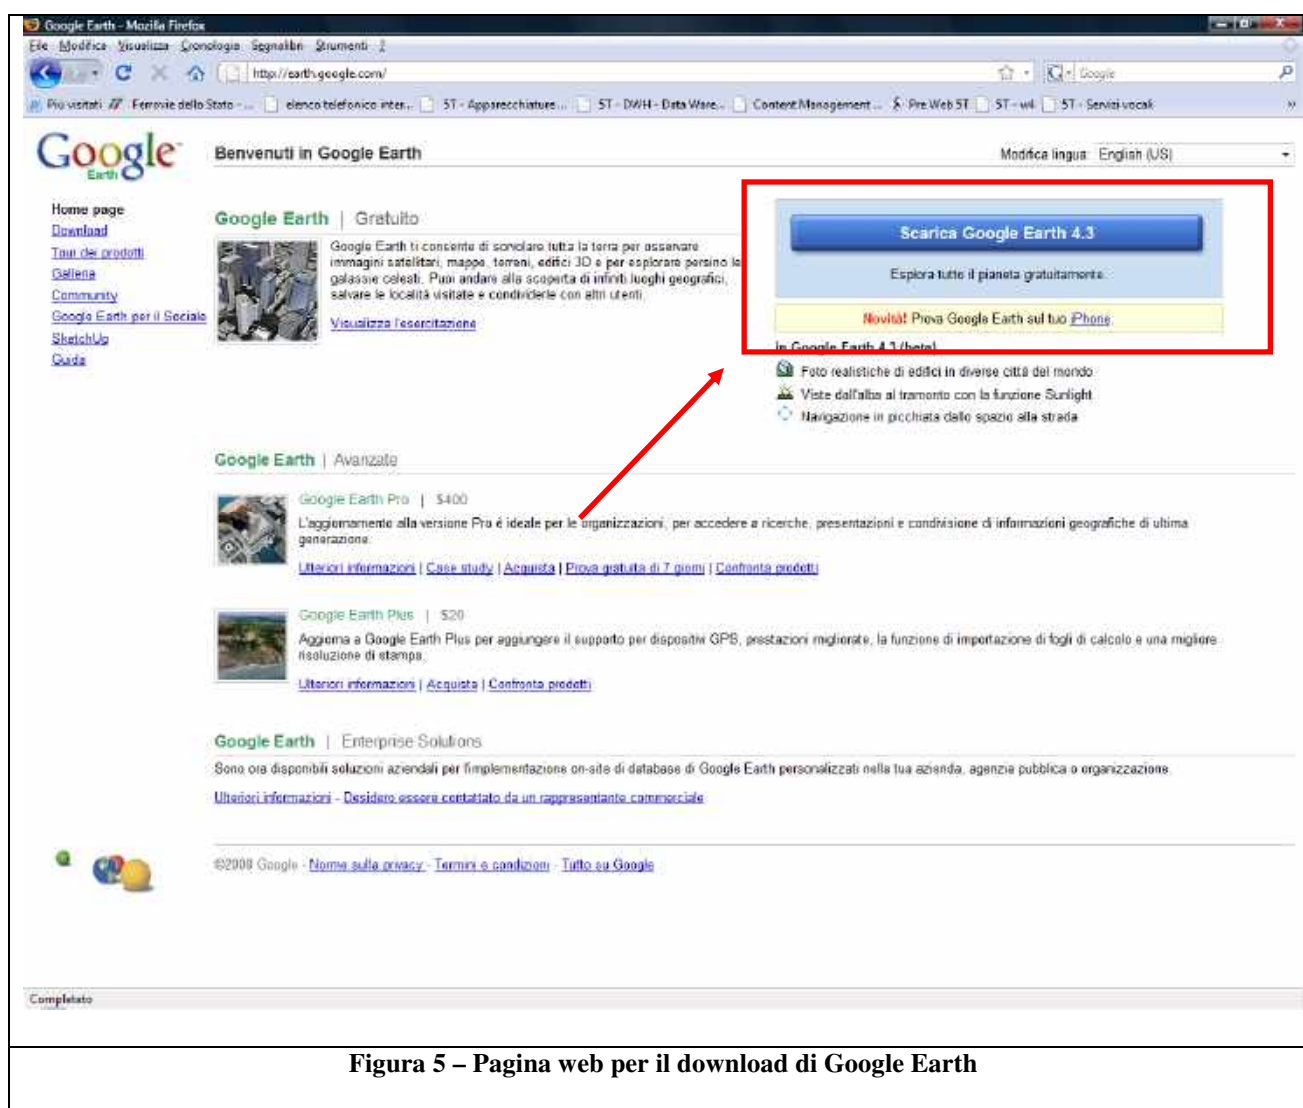 Google Earth - Mozilla Firefox
File Modifica Visualizza Cronologia Segnalibri Strumenti ?
http://earth.google.com/
Google
Più visitati Ferrovie dello Stato - ... elenco telefonico inter... ST - Apparecchiature ... ST - DWH - Data Ware... Content Management ... Pre Web ST ST - w4 ST - Servizi vocali »
Google Earth
Benvenuti in Google Earth
Modifica lingua: English (US)
Home page
Download
Tour dei prodotti
Galleria
Community
Google Earth per il Sociale
SketchUp
Guida
Google Earth | Gratuito
Google Earth ti consente di sorvolare tutta la terra per osservare
immagini satellitari, mappe, terreni, edifici 3D e per esplorare persino le
galassie celesti. Puoi andare alla scoperta di infiniti luoghi geografici,
salvare le località visitate e condividerle con altri utenti.
Visualizza l'esercitazione
Scarica Google Earth 4.3
Esplora tutto il pianeta gratuitamente.
Novità! Prova Google Earth sul tuo iPhone.
in Google Earth 4.3 (beta)
Foto realistiche di edifici in diverse città del mondo
Viste dall'alba al tramonto con la funzione Sunlight
Navigazione in picchiata dallo spazio alla strada
Google Earth | Avanzate
Google Earth Pro | $400
L'aggiornamento alla versione Pro è ideale per le organizzazioni, per accedere a ricerche, presentazioni e condivisione di informazioni geografiche di ultima
generazione.
Ulteriori informazioni | Case study | Acquista | Prova gratuita di 7 giorni | Confronta prodotti
Google Earth Plus | $20
Aggiorna a Google Earth Plus per aggiungere il supporto per dispositivi GPS, prestazioni migliorate, la funzione di importazione di fogli di calcolo e una migliore
risoluzione di stampa.
Ulteriori informazioni | Acquista | Confronta prodotti
Google Earth | Enterprise Solutions
Sono ora disponibili soluzioni aziendali per l'implementazione on-site di database di Google Earth personalizzati nella tua azienda, agenzia pubblica o organizzazione.
Ulteriori informazioni - Desidero essere contattato da un rappresentante commerciale
©2008 Google - Norme sulla privacy - Termini e condizioni - Tutto su Google
Completato
Figura 5 – Pagina web per il download di Google Earth